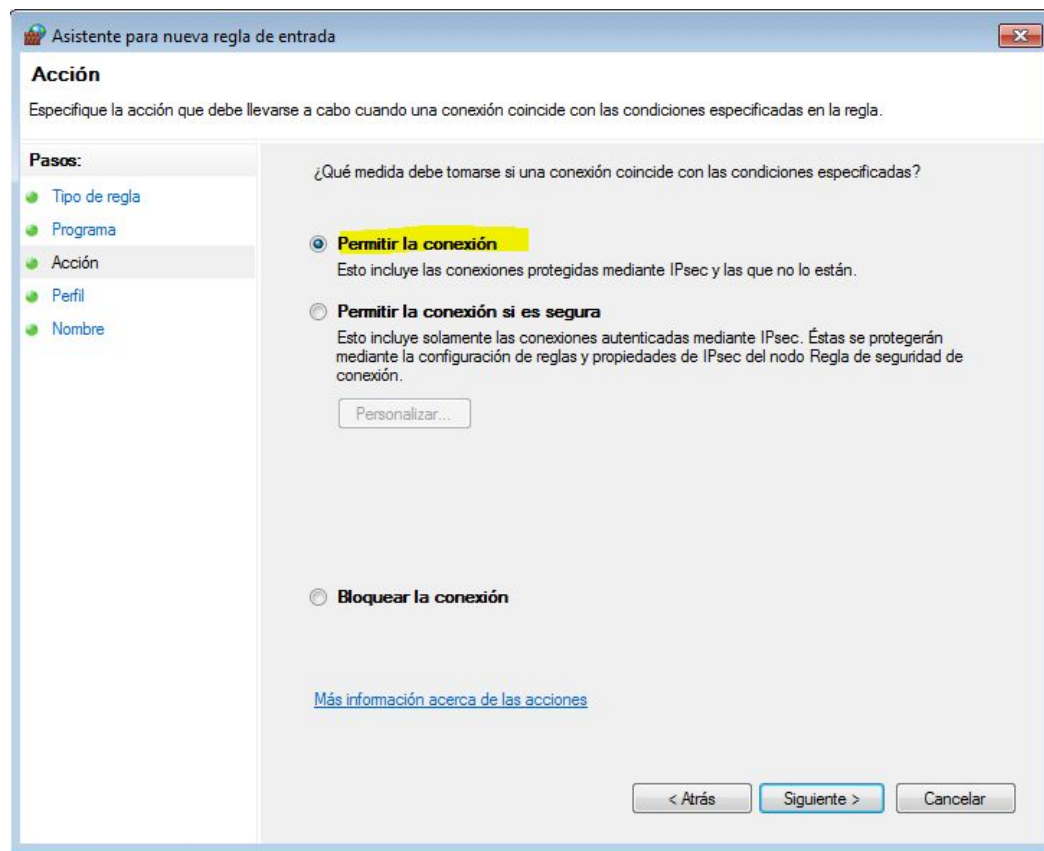 Asistente para nueva regla de entrada
Acción
Especifique la acción que debe llevarse a cabo cuando una conexión coincide con las condiciones especificadas en la regla.
Pasos:
Tipo de regla
Programa
Acción
Perfil
Nombre
¿Qué medida debe tomarse si una conexión coincide con las condiciones especificadas?
Permitir la conexión
Esto incluye las conexiones protegidas mediante IPsec y las que no lo están.
Permitir la conexión si es segura
Esto incluye solamente las conexiones autenticadas mediante IPsec. Éstas se protegerán
mediante la configuración de reglas y propiedades de IPsec del nodo Regla de seguridad de
conexión.
Personalizar...
Bloquear la conexión
Más información acerca de las acciones
< Atrás
Siguiente >
Cancelar